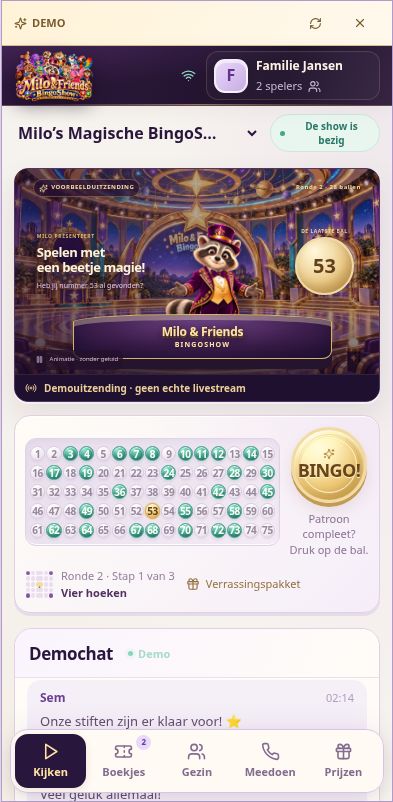 DEMO
Milo & Friends
BingoShow
F
Familie Jansen
2 spelers
Milo's Magische BingoS...
De show is
bezig
VOORBEELDUITZENDING
Ronde 2 · 28 ballen
MILO PRESENTEERT
Spelen met
een beetje magie!
Heb jij nummer 53 al gevonden?
DE LAATSTE BAL
53
Milo & Friends
BINGOSHOW
Animatie · zonder geluid
Demouitzending · geen echte livestream
1 2 3 4 5 6 7 8 9 10 11 12 13 14 15
16 17 18 19 20 21 22 23 24 25 26 27 28 29 30
31 32 33 34 35 36 37 38 39 40 41 42 43 44 45
46 47 48 49 50 51 52 53 54 55 56 57 58 59 60
61 62 63 64 65 66 67 68 69 70 71 72 73 74 75
BINGO!
Patroon
compleet?
Druk op de bal.
Ronde 2 · Stap 1 van 3
Vier hoeken
Verrassingspakket
Demochat
Demo
Sem
02:14
Onze stiften zijn er klaar voor! ⭐
Veel geluk allemaal!
Kijken
2
Boekjes
Gezin
Meedoen
Prijzen